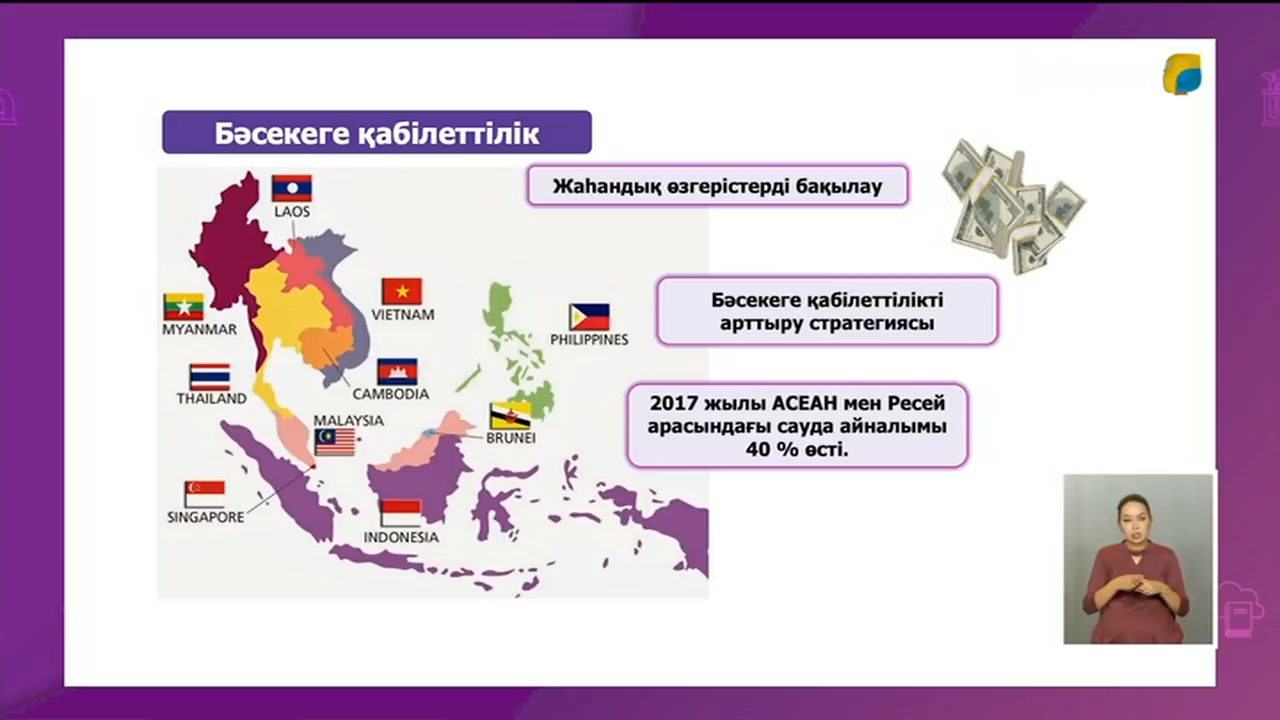 Бәсекеге қабілеттілік
Жаһандық өзгерістерді бақылау
LAOS
MYANMAR
VIETNAM
PHILIPPINES
Бәсекеге қабілеттілікті
арттыру стратегиясы
THAILAND
CAMBODIA
MALAYSIA
BRUNEI
2017 жылы АСЕАН мен Ресей
арасындағы сауда айналымы
40 % өсті.
SINGAPORE
INDONESIA